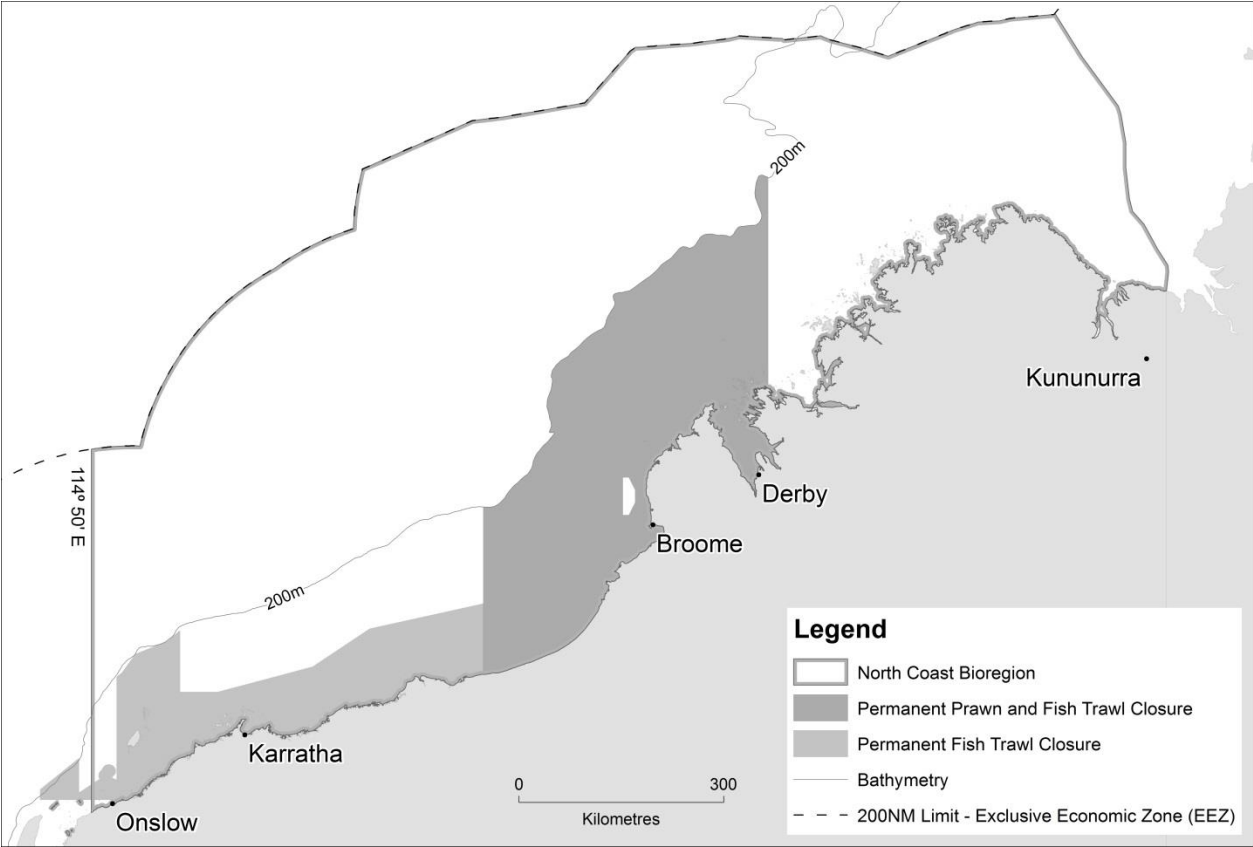 200m
Kununurra
114° 50' E
Derby
Broome
200m
Karratha
Onslow
0 300
Kilometres
Legend
North Coast Bioregion
Permanent Prawn and Fish Trawl Closure
Permanent Fish Trawl Closure
Bathymetry
200NM Limit - Exclusive Economic Zone (EEZ)